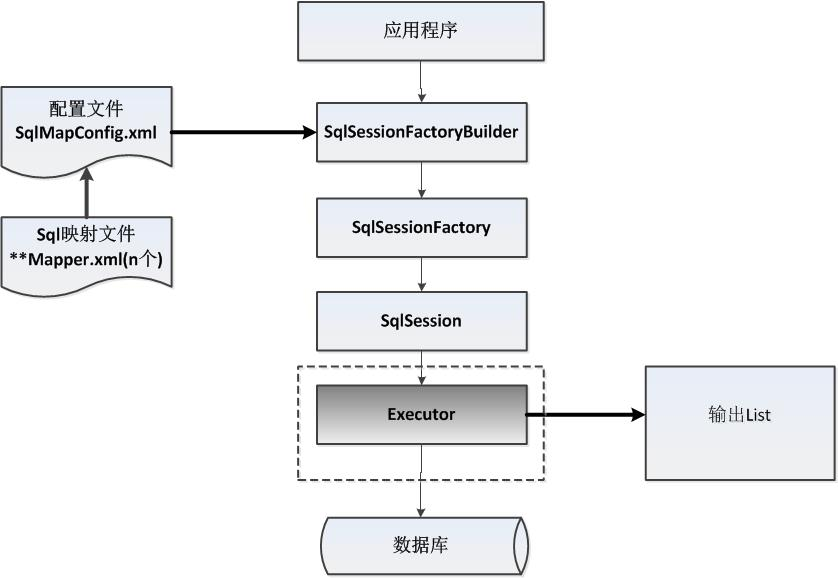 应用程序
配置文件
SqlMapConfig.xml
SqlSessionFactoryBuilder
Sql映射文件
**Mapper.xml(n个)
SqlSessionFactory
SqlSession
Executor
输出List
数据库